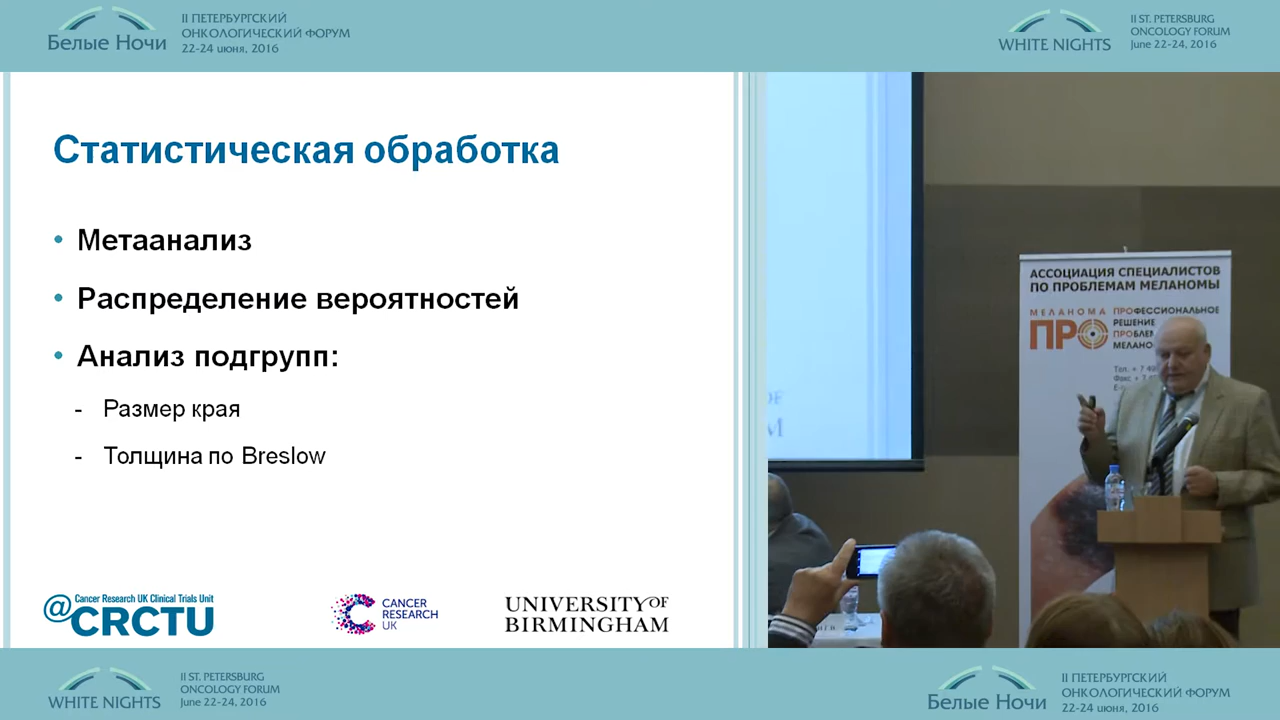 Белые Ночи
II ПЕТЕРБУРГСКИЙ
ОНКОЛОГИЧЕСКИЙ ФОРУМ
22-24 июня, 2016
WHITE NIGHTS
II ST. PETERSBURG
ONCOLOGY FORUM
June 22-24, 2016
Статистическая обработка
• Метаанализ
• Распределение вероятностей
• Анализ подгрупп:
- Размер края
- Толщина по Breslow
@CRCTU
Cancer Research UK Clinical Trials Unit
CANCER
RESEARCH
UK
UNIVERSITY OF
BIRMINGHAM
АССОЦИАЦИЯ СПЕЦИАЛИСТОВ
ПО ПРОБЛЕМАМ МЕЛАНОМЫ
МЕЛАНОМА
ПРО
ПРОФЕССИОНАЛЬНОЕ
РЕШЕНИЕ
Тел. + 7
Факс + 7
WHITE NIGHTS
II ST. PETERSBURG
ONCOLOGY FORUM
June 22-24, 2016
Белые Ночи
II ПЕТЕРБУРГСКИЙ
ОНКОЛОГИЧЕСКИЙ ФОРУМ
22-24 июня, 2016